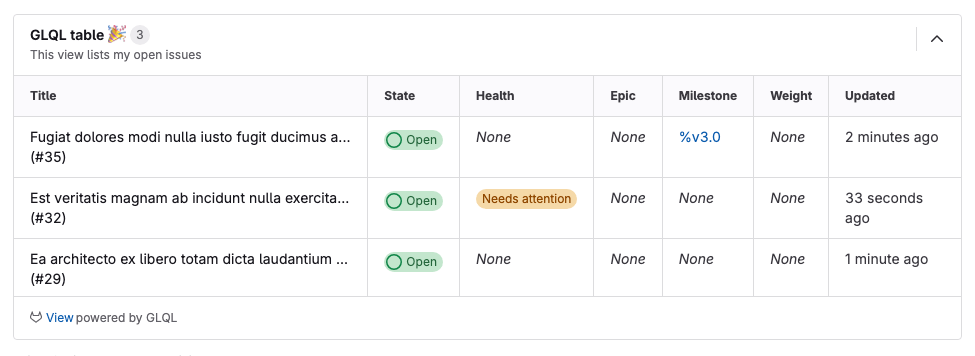 GLQL table 🎉 3
This view lists my open issues
Title State Health Epic Milestone Weight Updated
Fugiat dolores modi nulla iusto fugit ducimus a... Open None None %v3.0 None 2 minutes ago
(#35)
Est veritatis magnam ab incidunt nulla exercita... Open Needs attention None None None 33 seconds
(#32) ago
Ea architecto ex libero totam dicta laudantium ... Open None None None None 1 minute ago
(#29)
View powered by GLQL